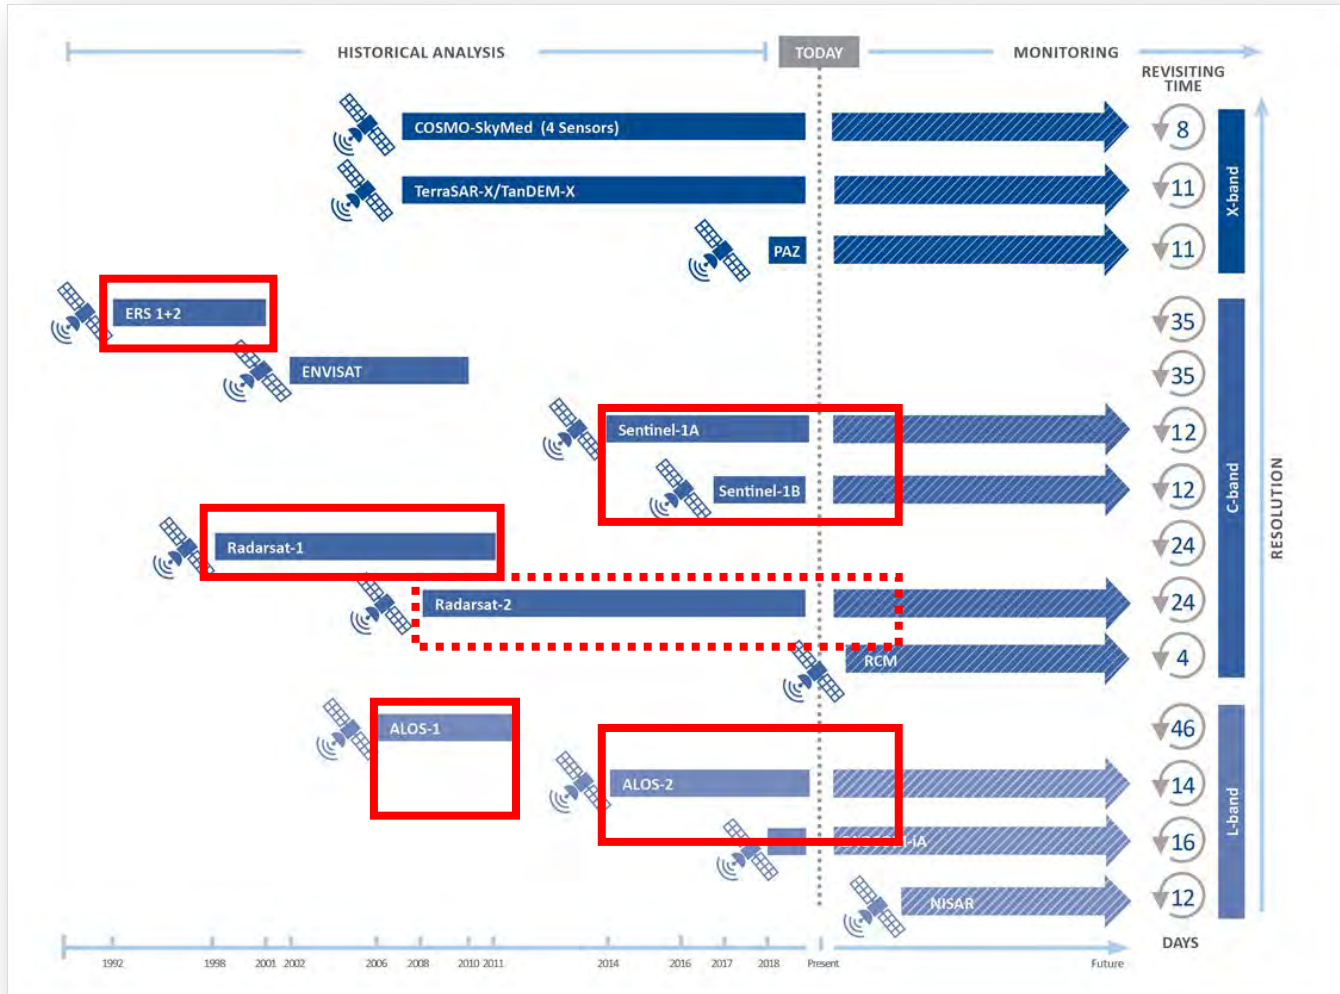 HISTORICAL ANALYSIS
TODAY
MONITORING
REVISITING
TIME
COSMO-SkyMed (4 Sensors)
8
TerraSAR-X/TanDEM-X
11
PAZ
11
X-band
ERS 1+2
35
ENVISAT
35
Sentinel-1A
12
Sentinel-1B
12
Radarsat-1
24
Radarsat-2
24
RCM
4
C-band
RESOLUTION
ALOS-1
46
ALOS-2
14
16
NISAR
12
L-band
DAYS
1992 1998 2001 2002 2006 2008 2010 2011 2014 2016 2017 2018 Present Future